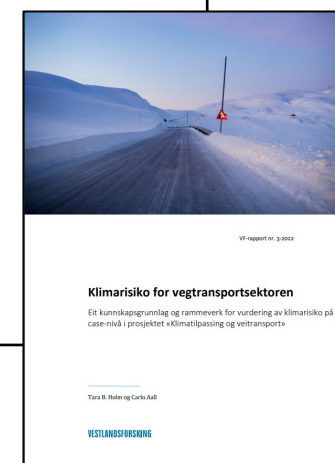 VF-rapport nr. 3-2022
Klimarisiko for vegtransportsektoren
Eit kunnskapsgrunnlag og rammeverk for vurdering av klimarisiko på
case-nivå i prosjektet «Klimatilpassing og veitransport»
Tara B. Holm og Carlo Aall
VESTLANDSFORSKING